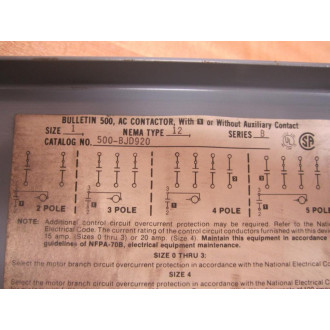 BULLETIN 500, AC CONTACTOR, With or Without Auxiliary Contact
SIZE 1 NEMA TYPE 12 SERIES B
CATALOG NO. 500-BJD920
2 POLE 3 POLE 4 POLE 5
NOTE: Additional control circuit overcurrent protection may be required. Refer to the Nation
Electrical Code. The current rating of the control circuit conductors furnished with this devi
15 amp. (Sizes 0 thru 3) or 20 amp. (Size 4). Maintain this equipment in accordance
guidelines of NFPA-70B, electrical equipment maintenance.
SIZE 0 THRU 3:
Select the motor branch circuit overcurrent protection in accordance with the National Electrical C
SIZE 4
Select the motor branch circuit overcurrent protection in accordance with the National Electrical Co